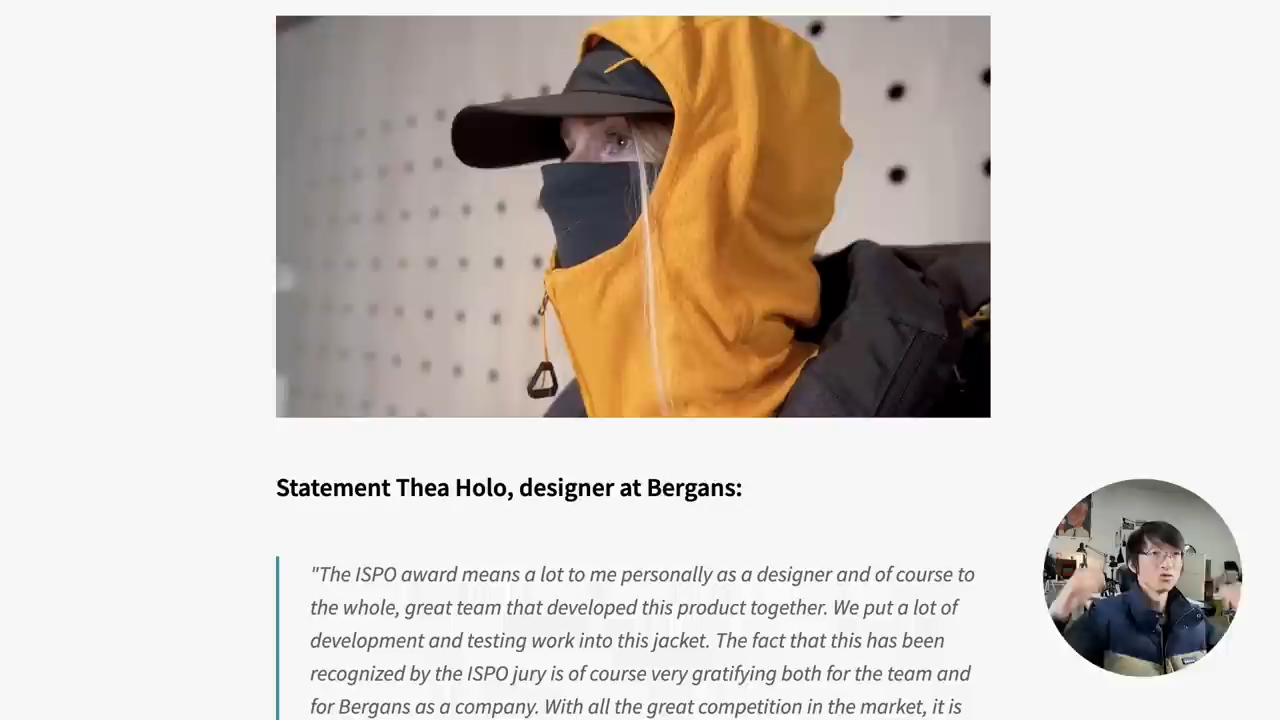 Statement Thea Holo, designer at Bergans:
"The ISPO award means a lot to me personally as a designer and of course to
the whole, great team that developed this product together. We put a lot of
development and testing work into this jacket. The fact that this has been
recognized by the ISPO jury is of course very gratifying both for the team and
for Bergans as a company. With all the great competition in the market, it is